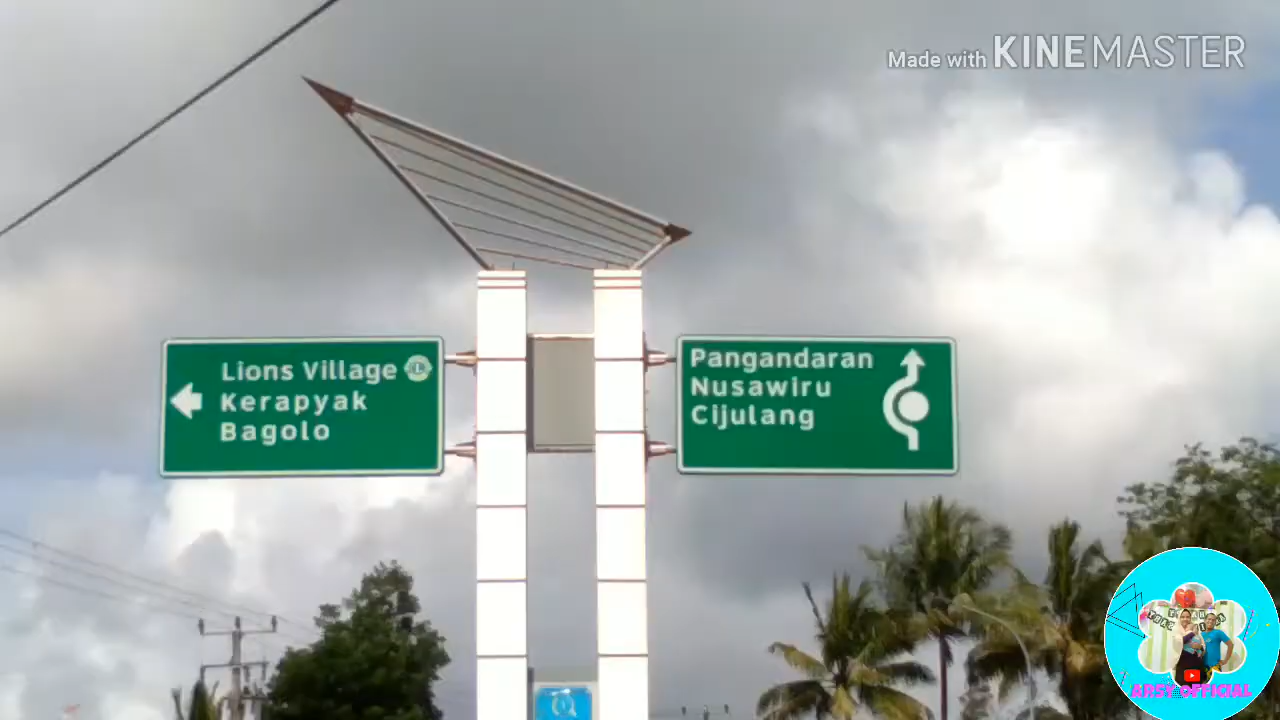 Made with KINEMASTER
Lions Village
Kerapyak
Bagolo
Pangandaran
Nusawiru
Cijulang
ARSY OFFICIAL